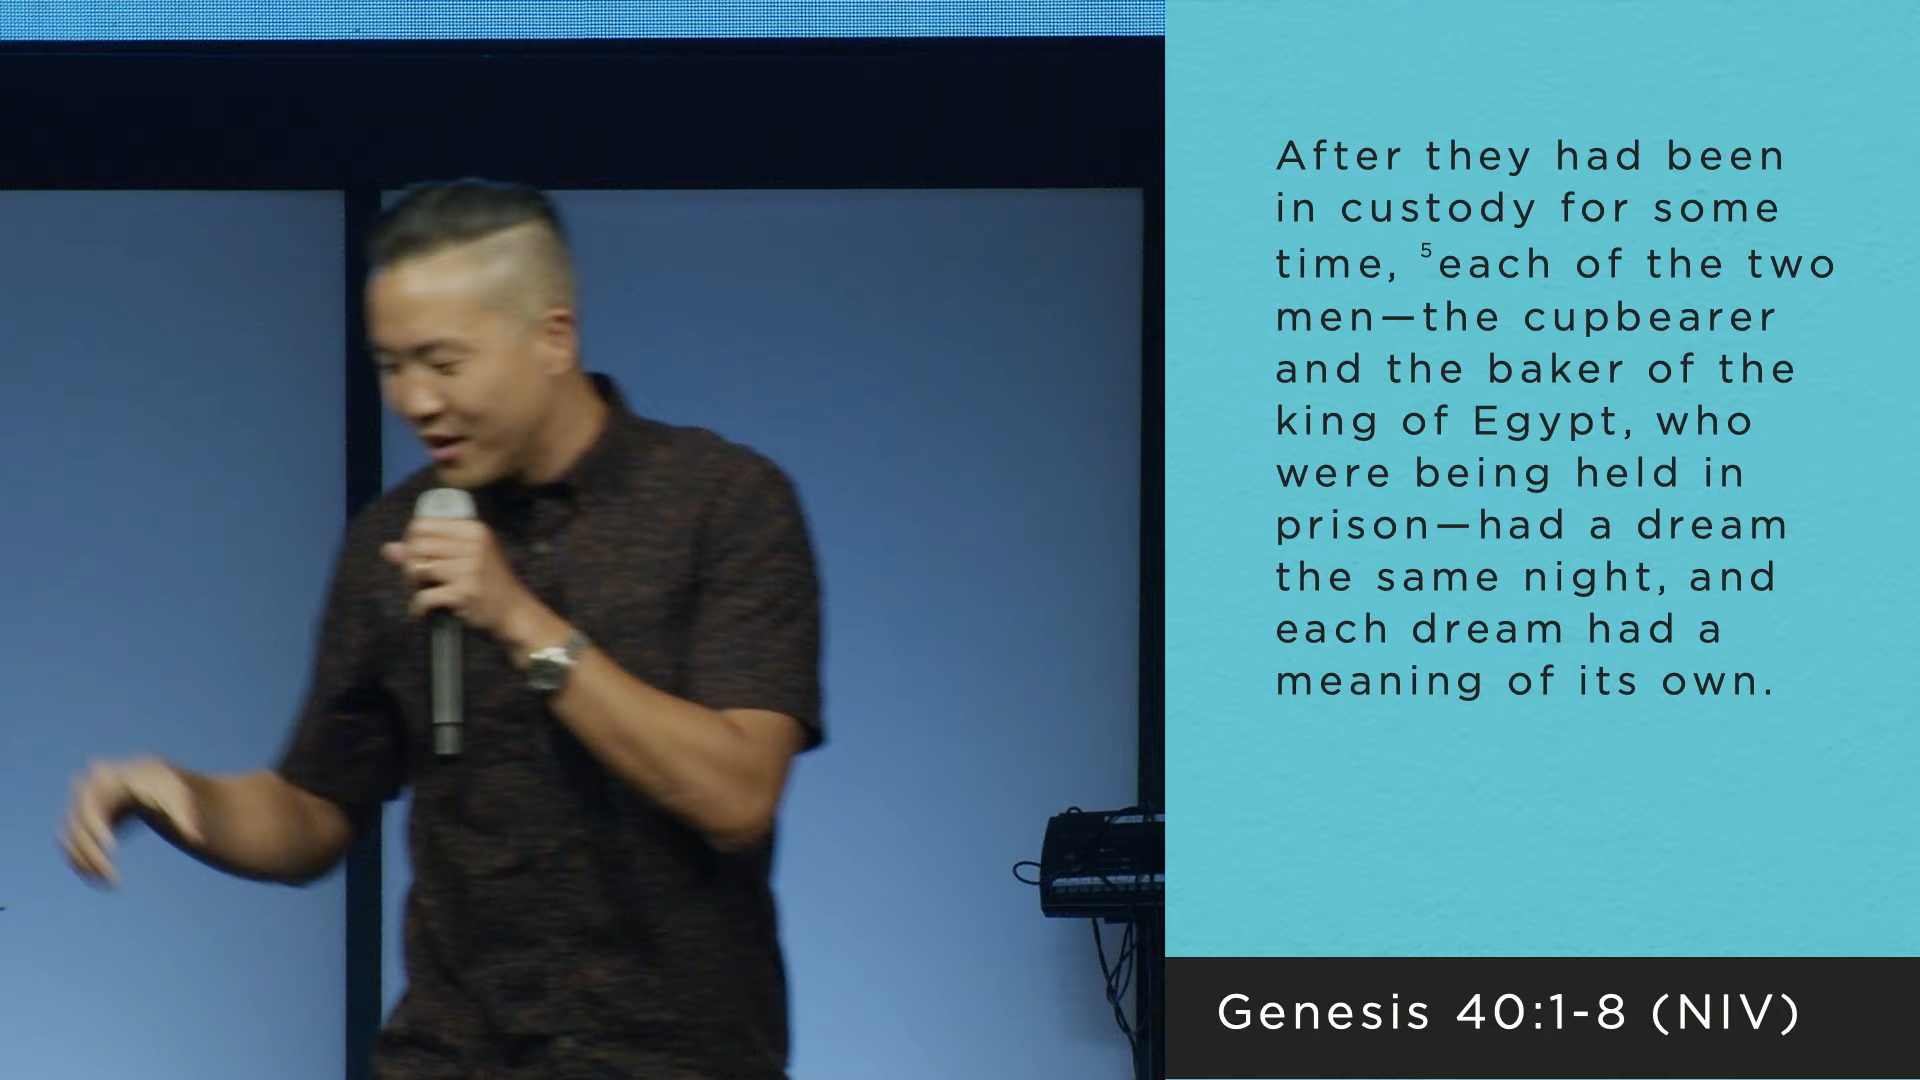 After they had been
in custody for some
time, ⁵each of the two
men—the cupbearer
and the baker of the
king of Egypt, who
were being held in
prison—had a dream
the same night, and
each dream had a
meaning of its own.
Genesis 40:1-8 (NIV)